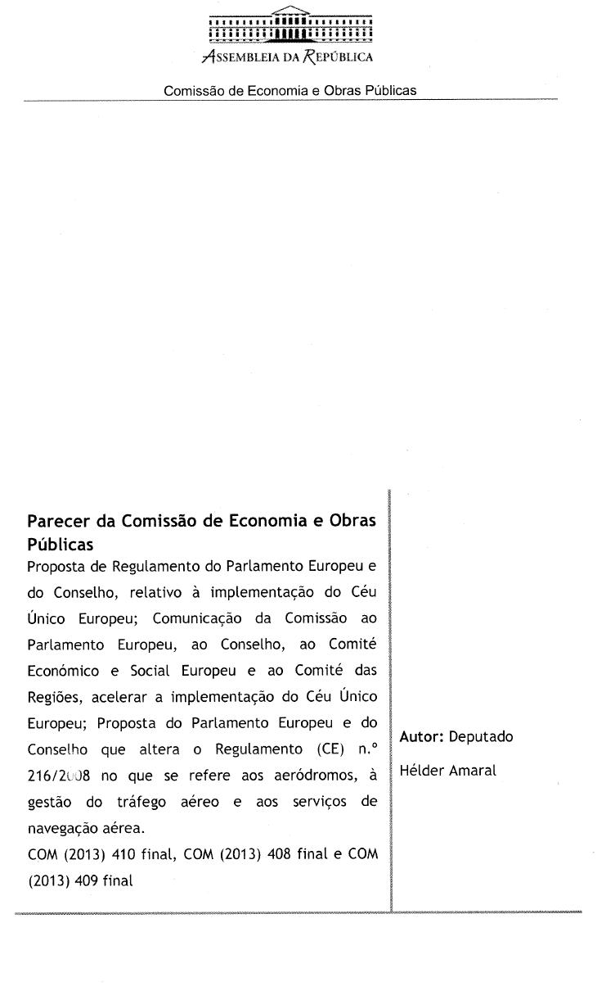 ASSEMBLEIA DA REPÚBLICA
Comissão de Economia e Obras Públicas
Parecer da Comissão de Economia e Obras
Públicas
Proposta de Regulamento do Parlamento Europeu e
do Conselho, relativo à implementação do Céu
Único Europeu; Comunicação da Comissão ao
Parlamento Europeu, ao Conselho, ao Comité
Económico e Social Europeu e ao Comité das
Regiões, acelerar a implementação do Céu Único
Europeu; Proposta do Parlamento Europeu e do
Conselho que altera o Regulamento (CE) n.º
216/2008 no que se refere aos aeródromos, à
gestão do tráfego aéreo e aos serviços de
navegação aérea.
COM (2013) 410 final, COM (2013) 408 final e COM
(2013) 409 final
Autor: Deputado
Hélder Amaral